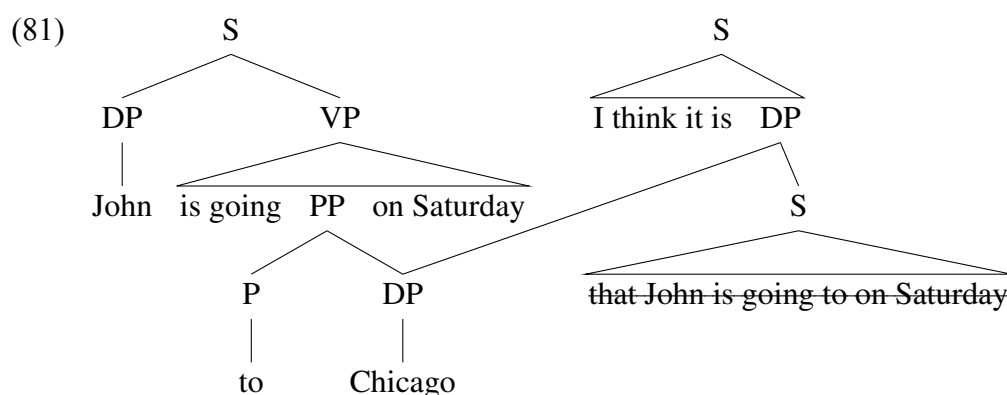 (81) S S
DP VP I think it is DP
John is going PP on Saturday S
P DP that John is going to on Saturday
to Chicago